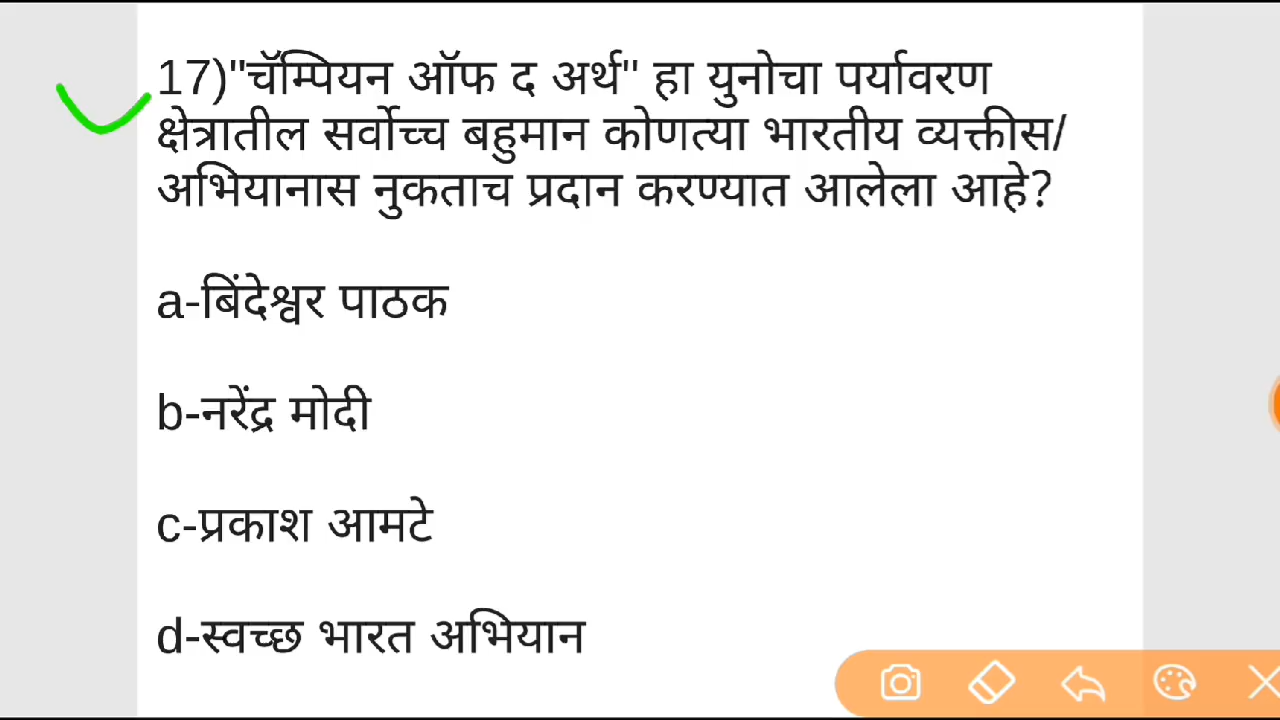 17)"चॅम्पियन ऑफ द अर्थ" हा युनोचा पर्यावरण
क्षेत्रातील सर्वोच्च बहुमान कोणत्या भारतीय व्यक्तीस/
अभियानास नुकताच प्रदान करण्यात आलेला आहे?
a-बिंदेश्वर पाठक
b-नरेंद्र मोदी
c-प्रकाश आमटे
d-स्वच्छ भारत अभियान